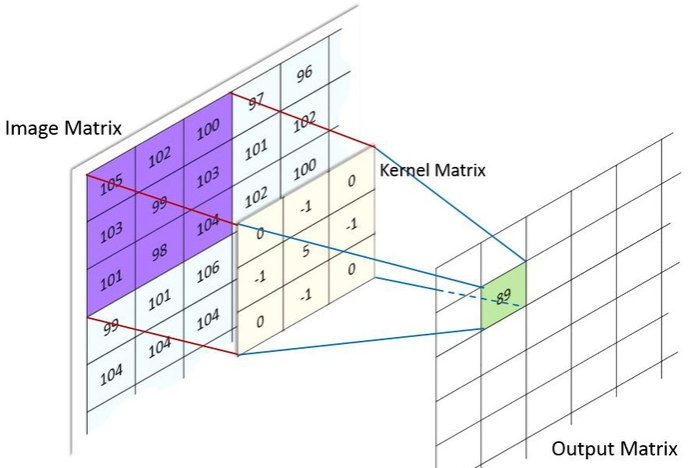 Image Matrix
105 102 100 97 96
103 99 103 101 102
101 98 104 102 100
99 101 106
104 104 104
Kernel Matrix
0 -1 0
-1 5 -1
0 -1 0
89
Output Matrix